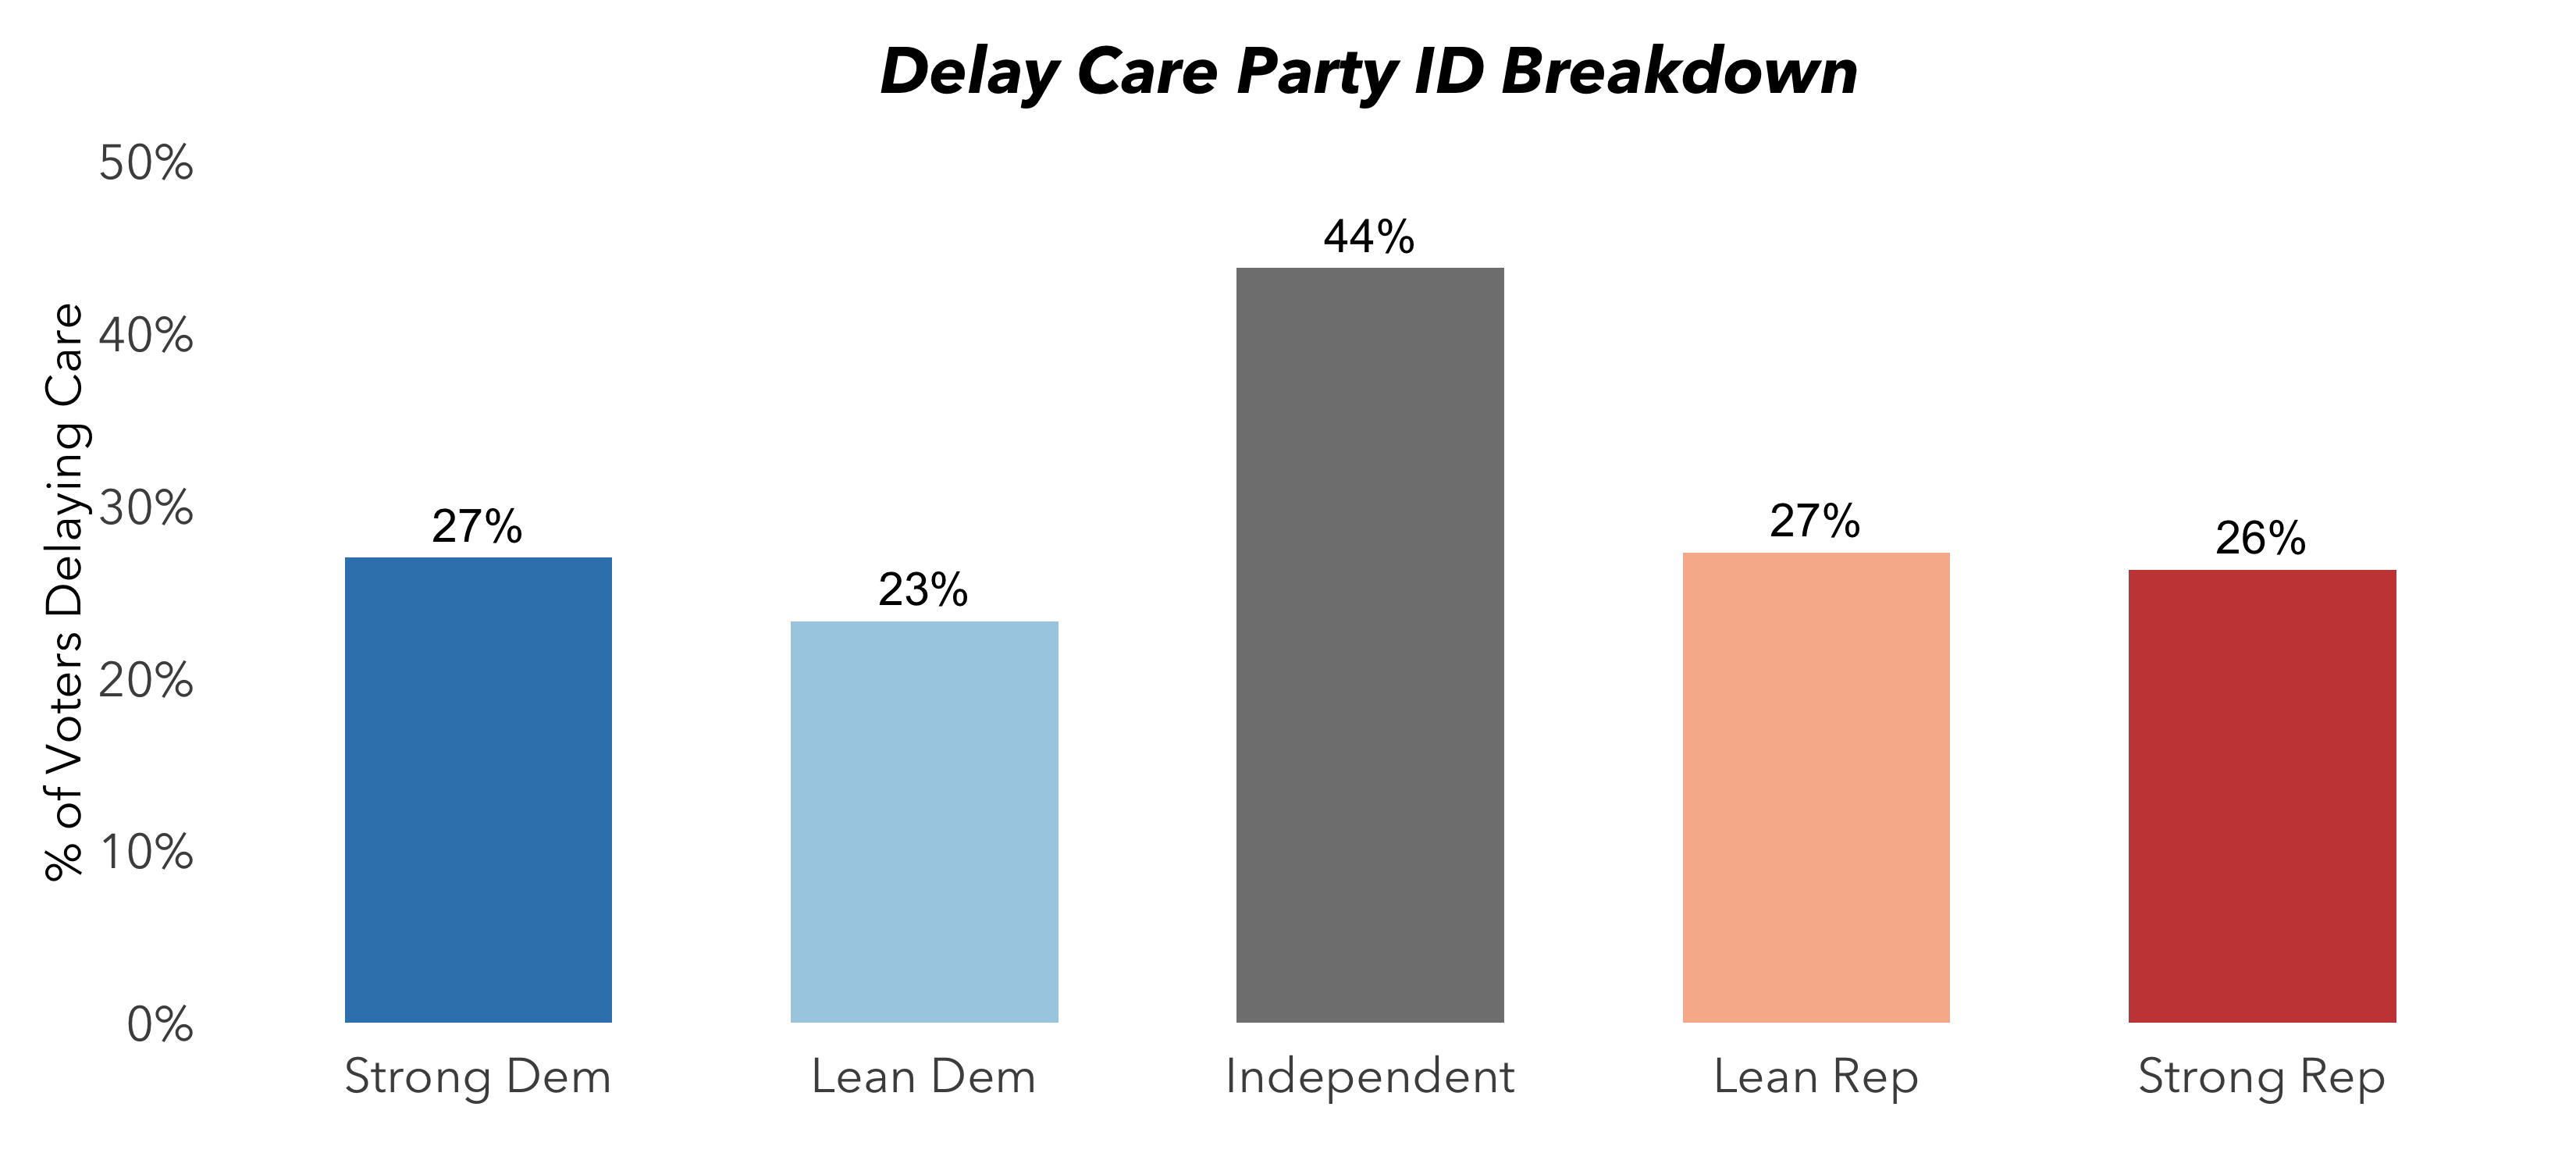 Delay Care Party ID Breakdown
% of Voters Delaying Care
50%
40%
30%
20%
10%
0%
27%
23%
44%
27%
26%
Strong Dem
Lean Dem
Independent
Lean Rep
Strong Rep